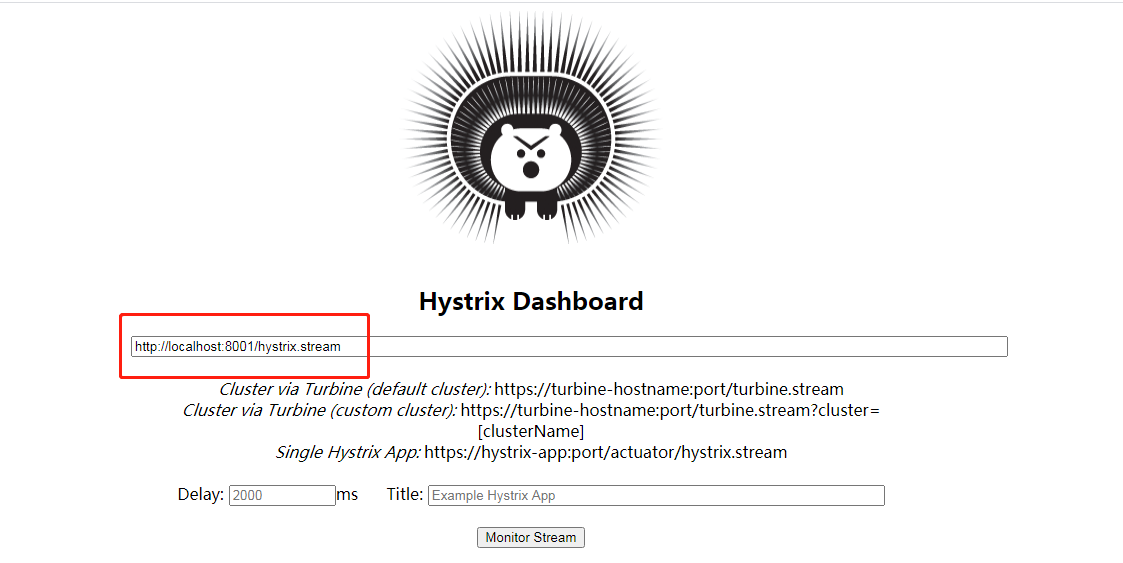 Hystrix Dashboard
http://localhost:8001/hystrix.stream
Cluster via Turbine (default cluster): https://turbine-hostname:port/turbine.stream
Cluster via Turbine (custom cluster): https://turbine-hostname:port/turbine.stream?cluster=
[clusterName]
Single Hystrix App: https://hystrix-app:port/actuator/hystrix.stream
Delay: 2000 ms Title: Example Hystrix App
Monitor Stream